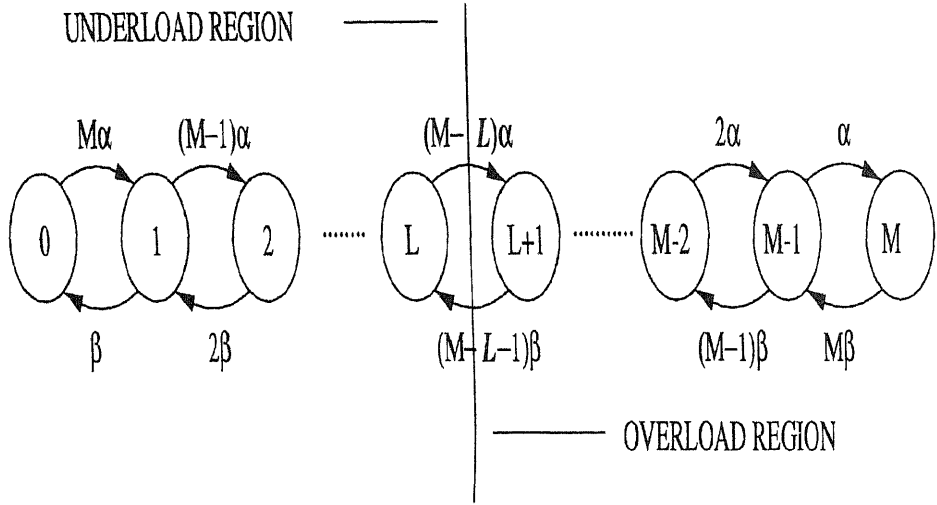 UNDERLOAD REGION
Mα (M–1)α (M– L)α 2α α
0 1 2 ........ L L+1 ........... M-2 M-1 M
β 2β (M– L–1)β (M–1)β Mβ
OVERLOAD REGION